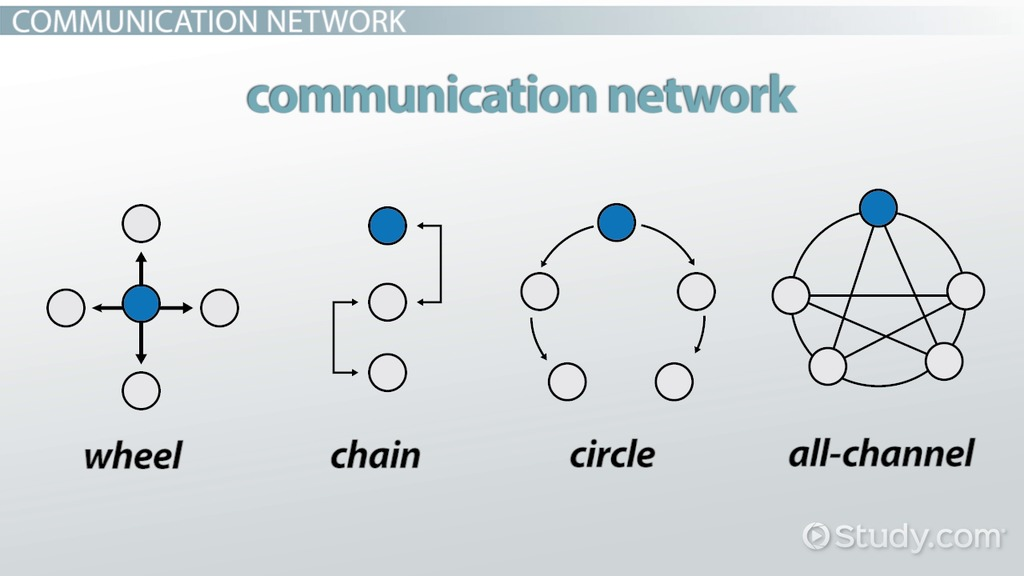 COMMUNICATION NETWORK
communication network
wheel
chain
circle
all-channel
Study.com